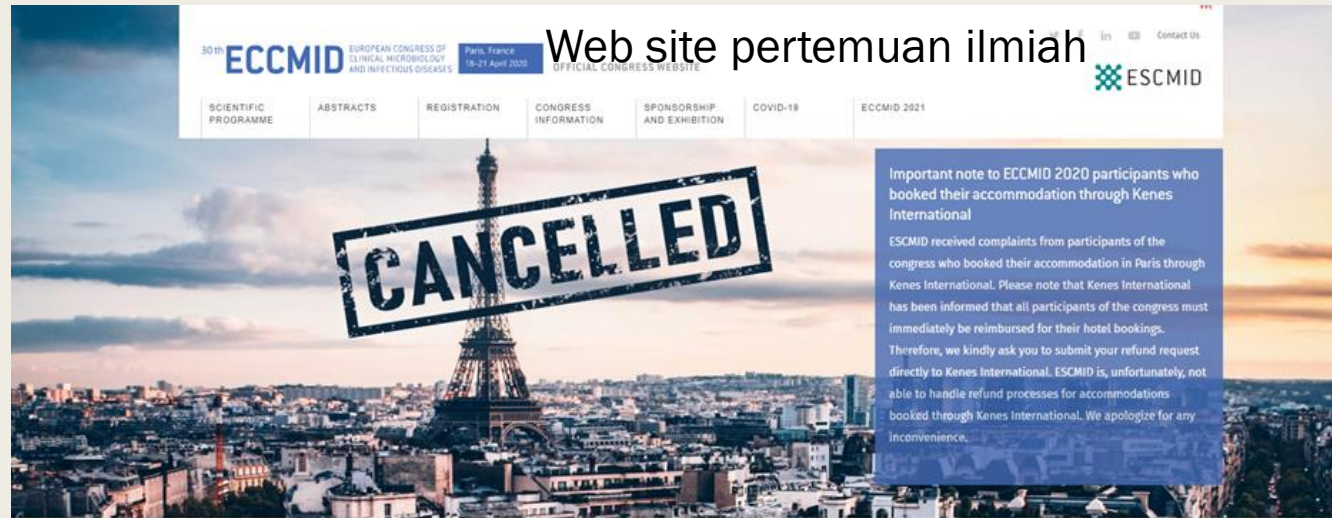 30th ECCMID EUROPEAN CONGRESS OF
CLINICAL MICROBIOLOGY
AND INFECTIOUS DISEASES
Paris, France
18–21 April 2020
Web site pertemuan ilmiah
OFFICIAL CONGRESS WEBSITE
Contact Us
ESCMID
SCIENTIFIC
PROGRAMME
ABSTRACTS
REGISTRATION
CONGRESS
INFORMATION
SPONSORSHIP
AND EXHIBITION
COVID-19
ECCMID 2021
CANCELLED
Important note to ECCMID 2020 participants who
booked their accommodation through Kenes
International
ESCMID received complaints from participants of the
congress who booked their accommodation in Paris through
Kenes International. Please note that Kenes International
has been informed that all participants of the congress must
immediately be reimbursed for their hotel bookings.
Therefore, we kindly ask you to submit your refund request
directly to Kenes International. ESCMID is, unfortunately, not
able to handle refund processes for accommodations
booked through Kenes International. We apologize for any
inconvenience.